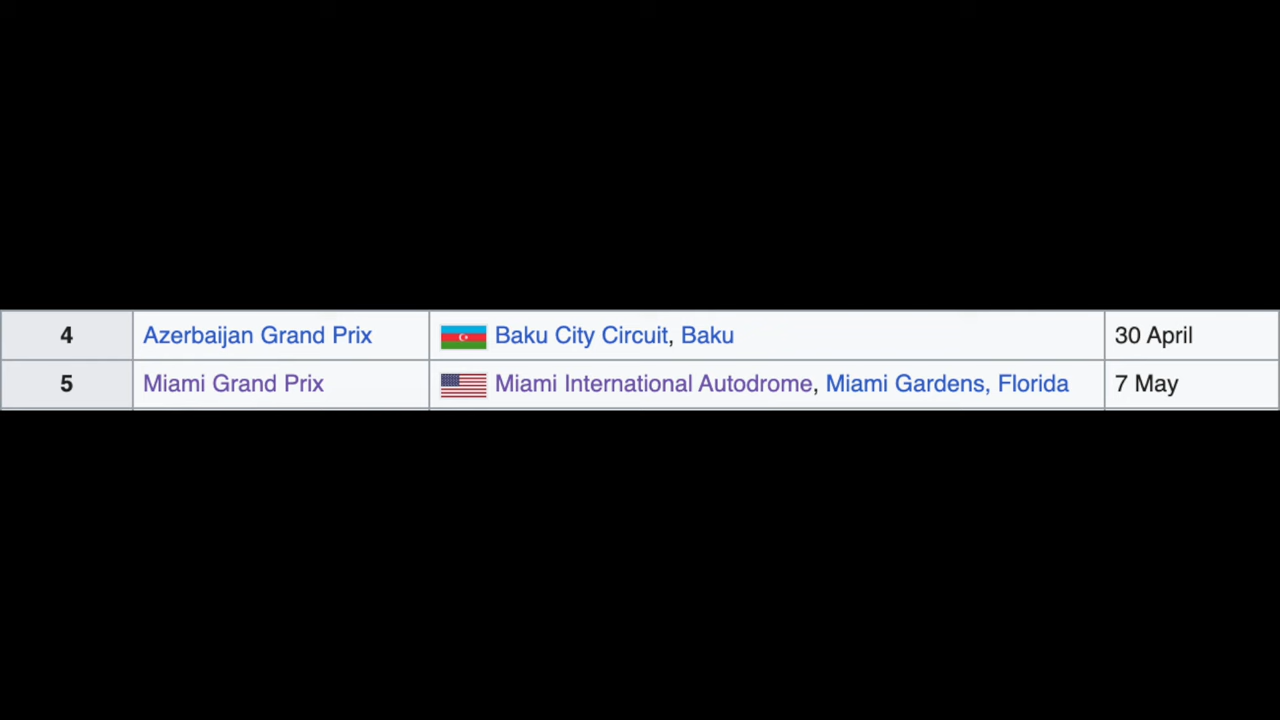 4 Azerbaijan Grand Prix Baku City Circuit, Baku 30 April
5 Miami Grand Prix Miami International Autodrome, Miami Gardens, Florida 7 May